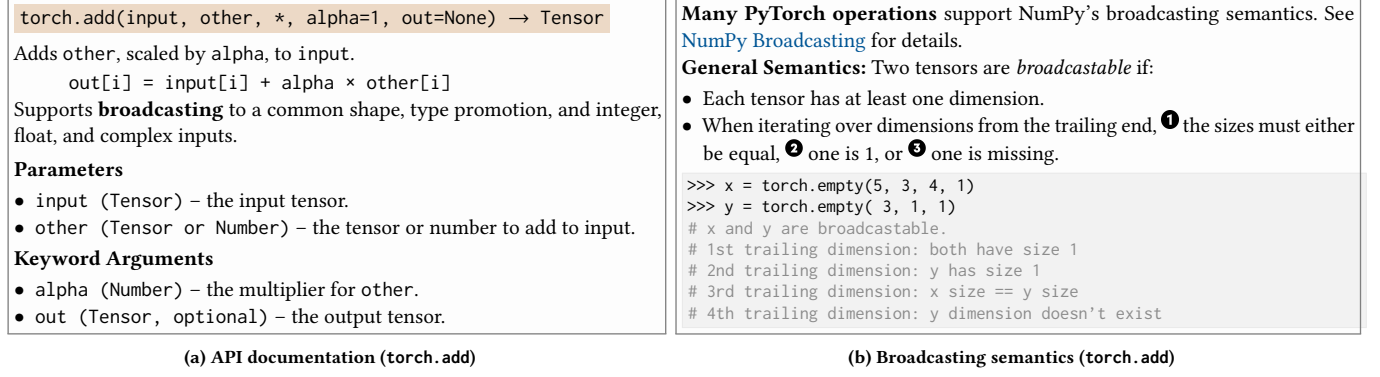 torch.add(input, other, *, alpha=1, out=None) → Tensor
Adds other, scaled by alpha, to input.
out[i] = input[i] + alpha × other[i]
Supports broadcasting to a common shape, type promotion, and integer,
float, and complex inputs.
Parameters
• input (Tensor) – the input tensor.
• other (Tensor or Number) – the tensor or number to add to input.
Keyword Arguments
• alpha (Number) – the multiplier for other.
• out (Tensor, optional) – the output tensor.
(a) API documentation (torch.add)
Many PyTorch operations support NumPy's broadcasting semantics. See
NumPy Broadcasting for details.
General Semantics: Two tensors are broadcastable if:
• Each tensor has at least one dimension.
• When iterating over dimensions from the trailing end, ❶ the sizes must either
be equal, ❷ one is 1, or ❸ one is missing.
>>> x = torch.empty(5, 3, 4, 1)
>>> y = torch.empty( 3, 1, 1)
# x and y are broadcastable.
# 1st trailing dimension: both have size 1
# 2nd trailing dimension: y has size 1
# 3rd trailing dimension: x size == y size
# 4th trailing dimension: y dimension doesn't exist
(b) Broadcasting semantics (torch.add)